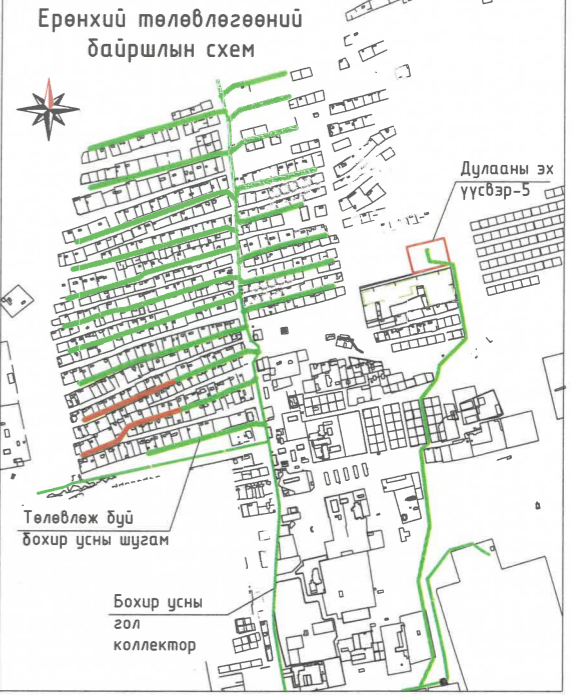 Ерөнхий төлөвлөгөөний
байршлын схем
Дулааны эх
үүсвэр-5
Төлөвлөж буй
бохир усны шугам
Бохир усны
гол
коллектор